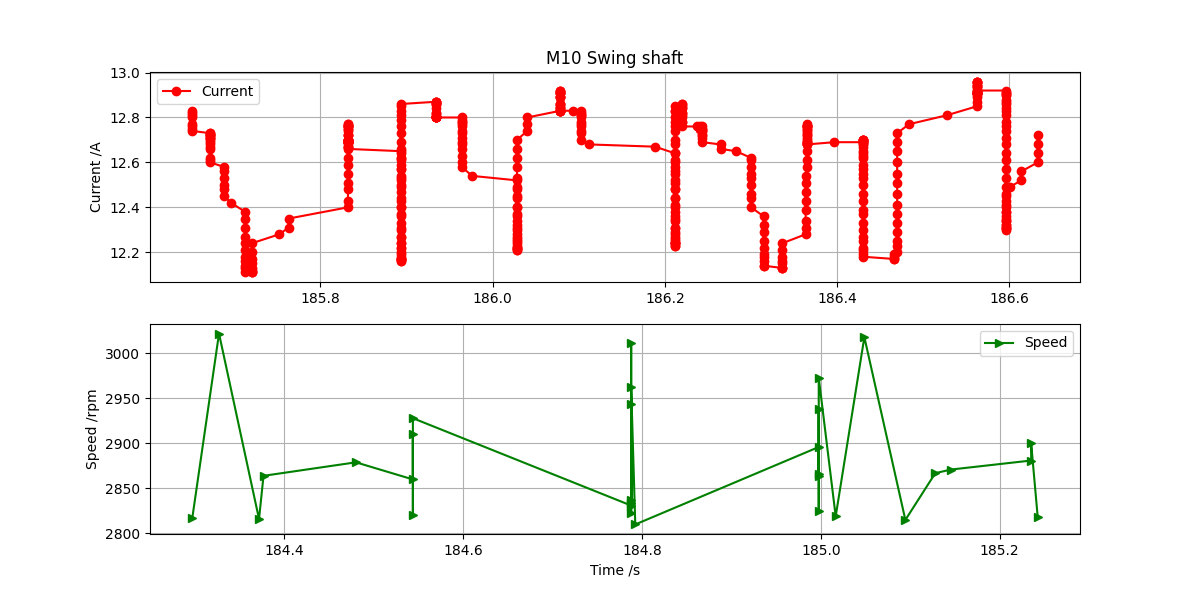 M10 Swing shaft
Current /A
13.0
12.8
12.6
12.4
12.2
Current
185.8 186.0 186.2 186.4 186.6
Speed /rpm
3000
2950
2900
2850
2800
Speed
184.4 184.6 184.8 185.0 185.2
Time /s